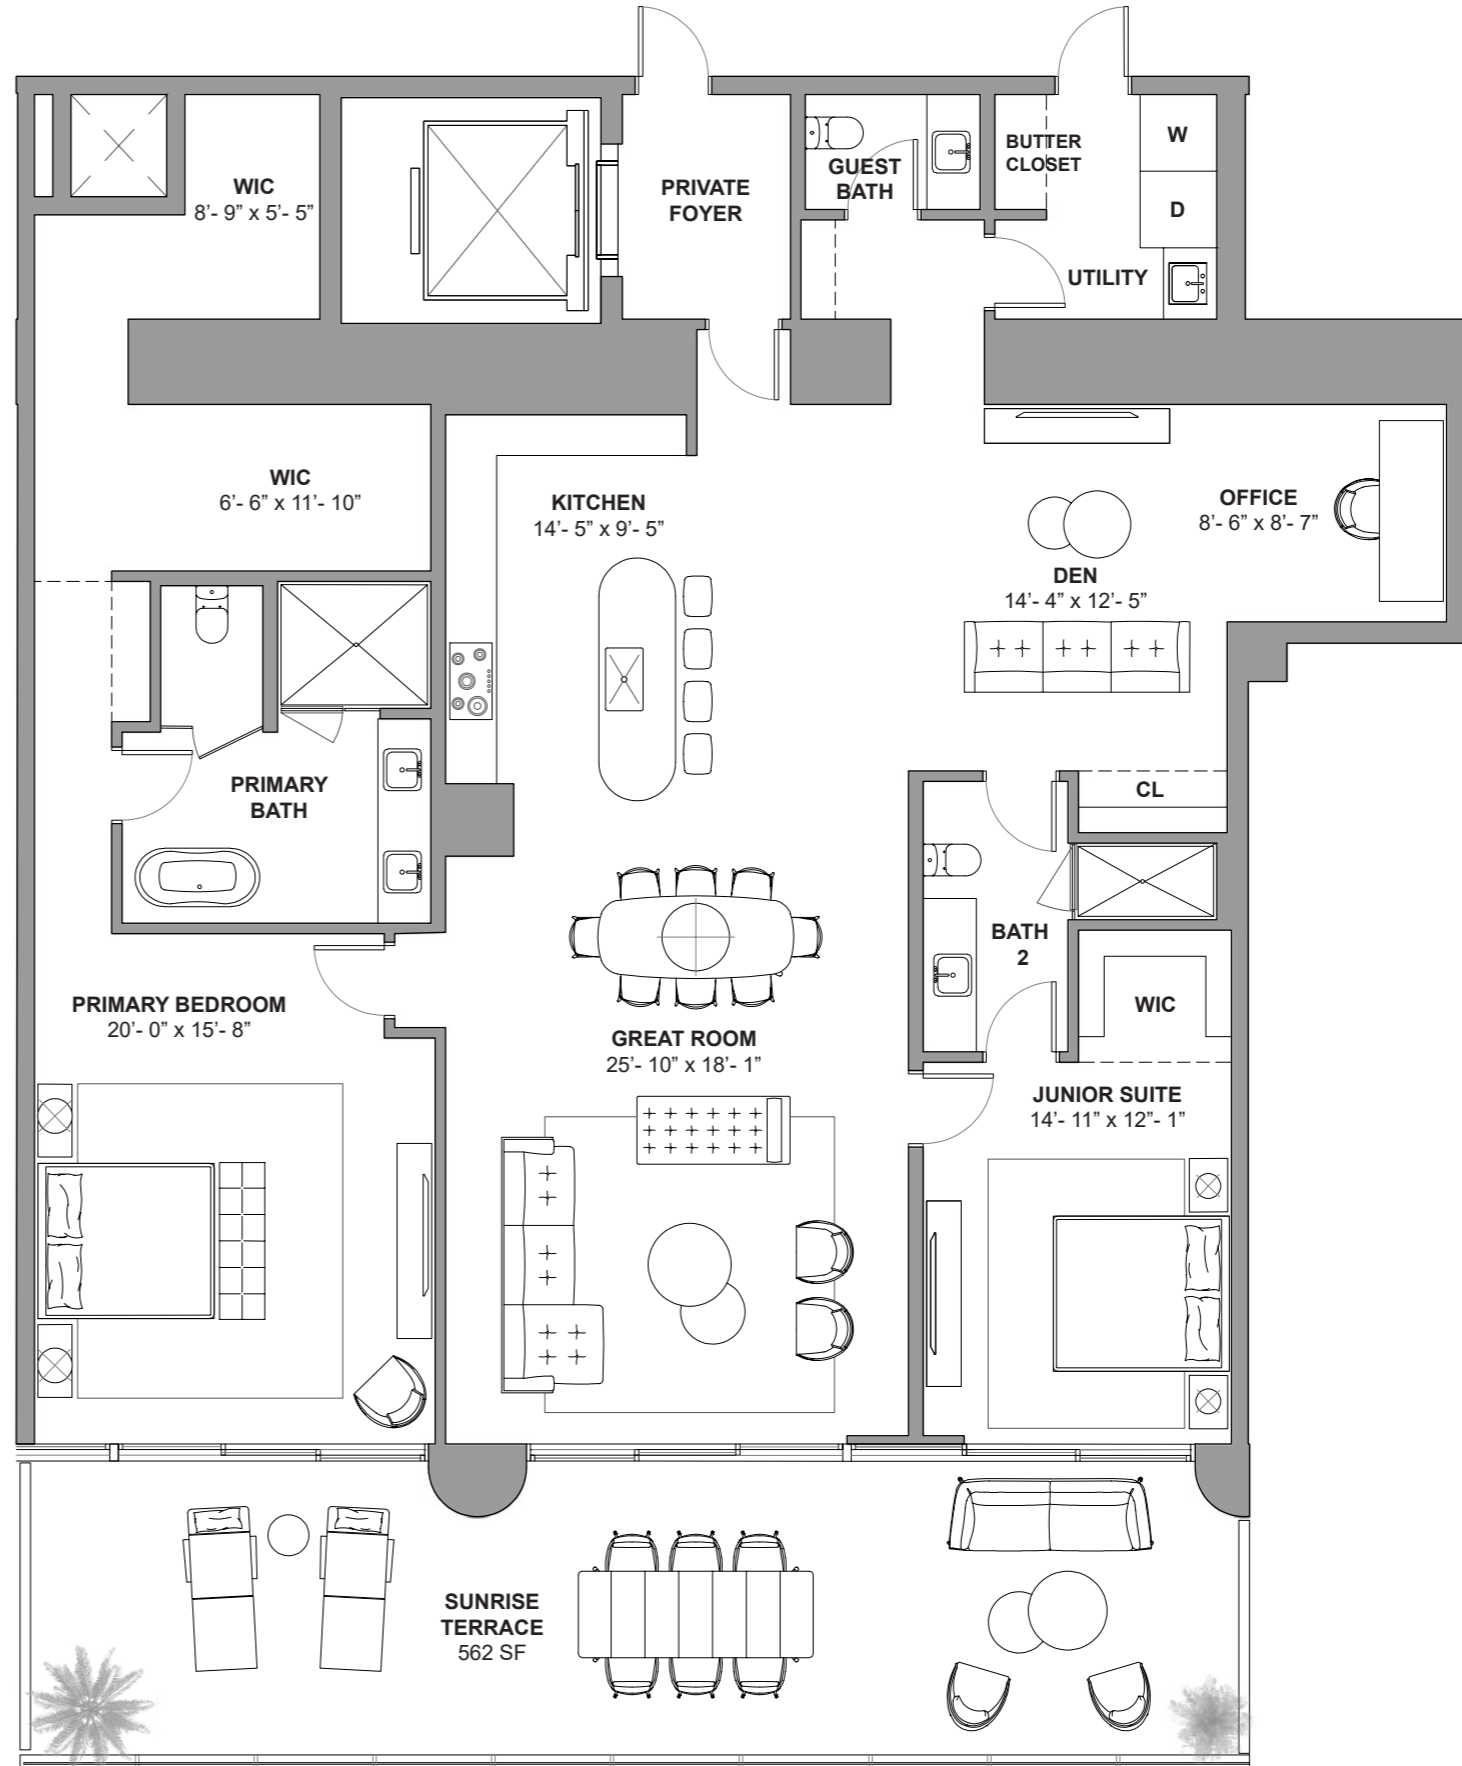 WIC
8’- 9” x 5’- 5”
PRIVATE
FOYER
GUEST
BATH
BUTTER
CLOSET
W
D
UTILITY
WIC
6’- 6” x 11’- 10”
KITCHEN
14’- 5” x 9’- 5”
OFFICE
8’- 6” x 8’- 7”
DEN
14’- 4” x 12’- 5”
PRIMARY
BATH
CL
BATH
2
WIC
PRIMARY BEDROOM
20’- 0” x 15’- 8”
GREAT ROOM
25’- 10” x 18’- 1”
JUNIOR SUITE
14’- 11” x 12”- 1”
SUNRISE
TERRACE
562 SF